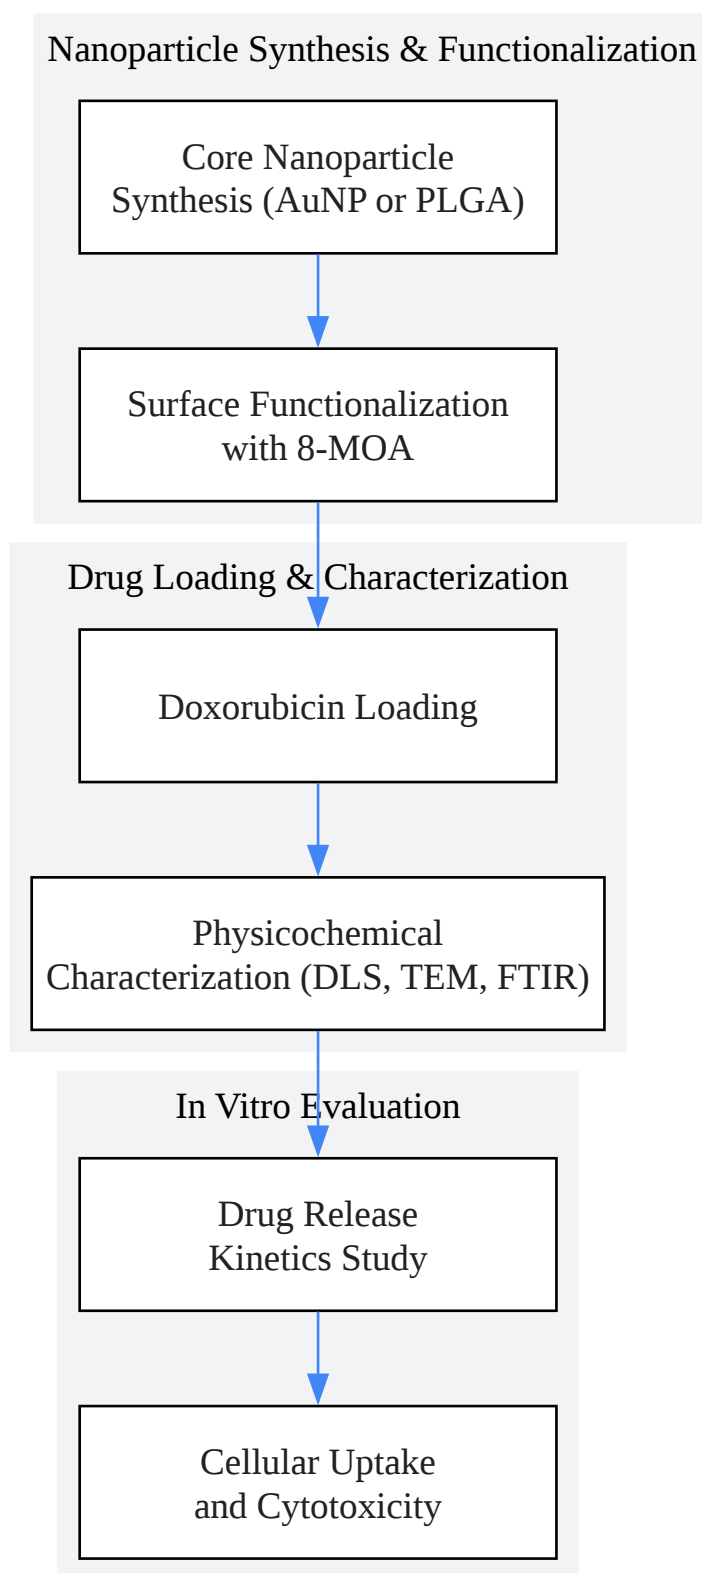 Nanoparticle Synthesis & Functionalization
Core Nanoparticle
Synthesis (AuNP or PLGA)
Surface Functionalization
with 8-MOA
Drug Loading & Characterization
Doxorubicin Loading
Physicochemical
Characterization (DLS, TEM, FTIR)
In Vitro Evaluation
Drug Release
Kinetics Study
Cellular Uptake
and Cytotoxicity